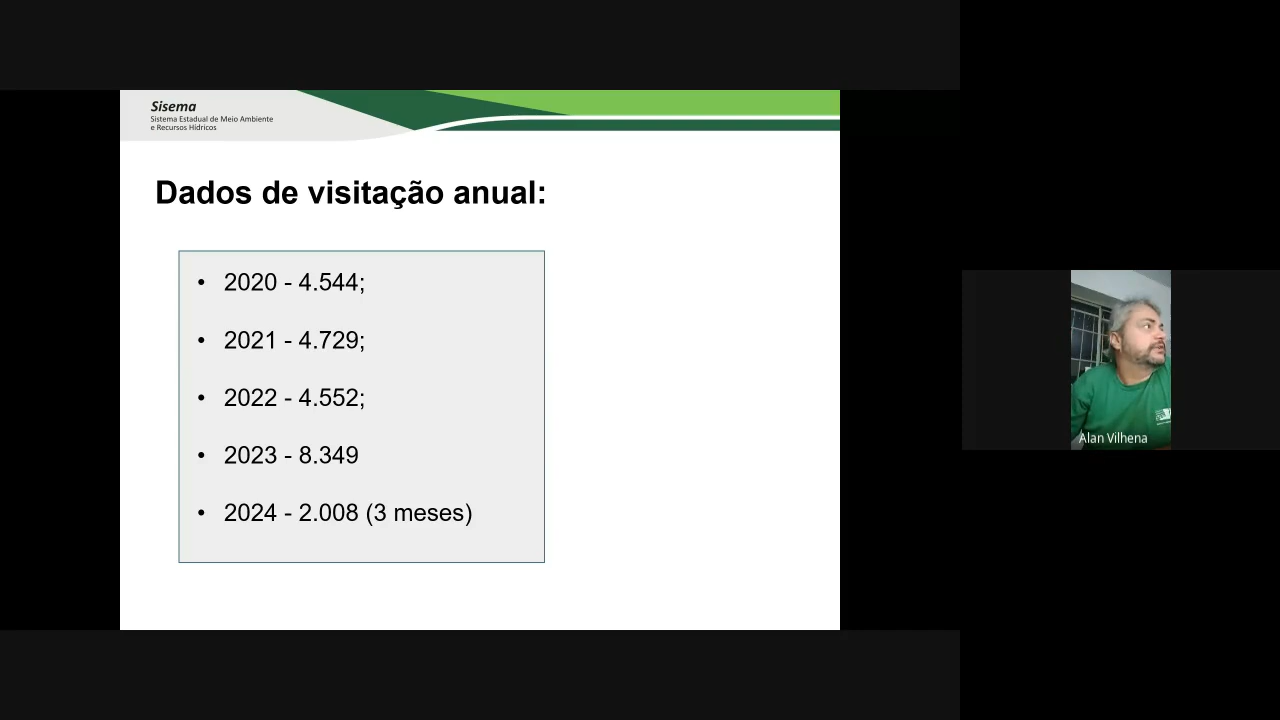 Sisema
Sistema Estadual de Meio Ambiente
e Recursos Hídricos
Dados de visitação anual:
• 2020 - 4.544;
• 2021 - 4.729;
• 2022 - 4.552;
• 2023 - 8.349
• 2024 - 2.008 (3 meses)
Alan Vilhena